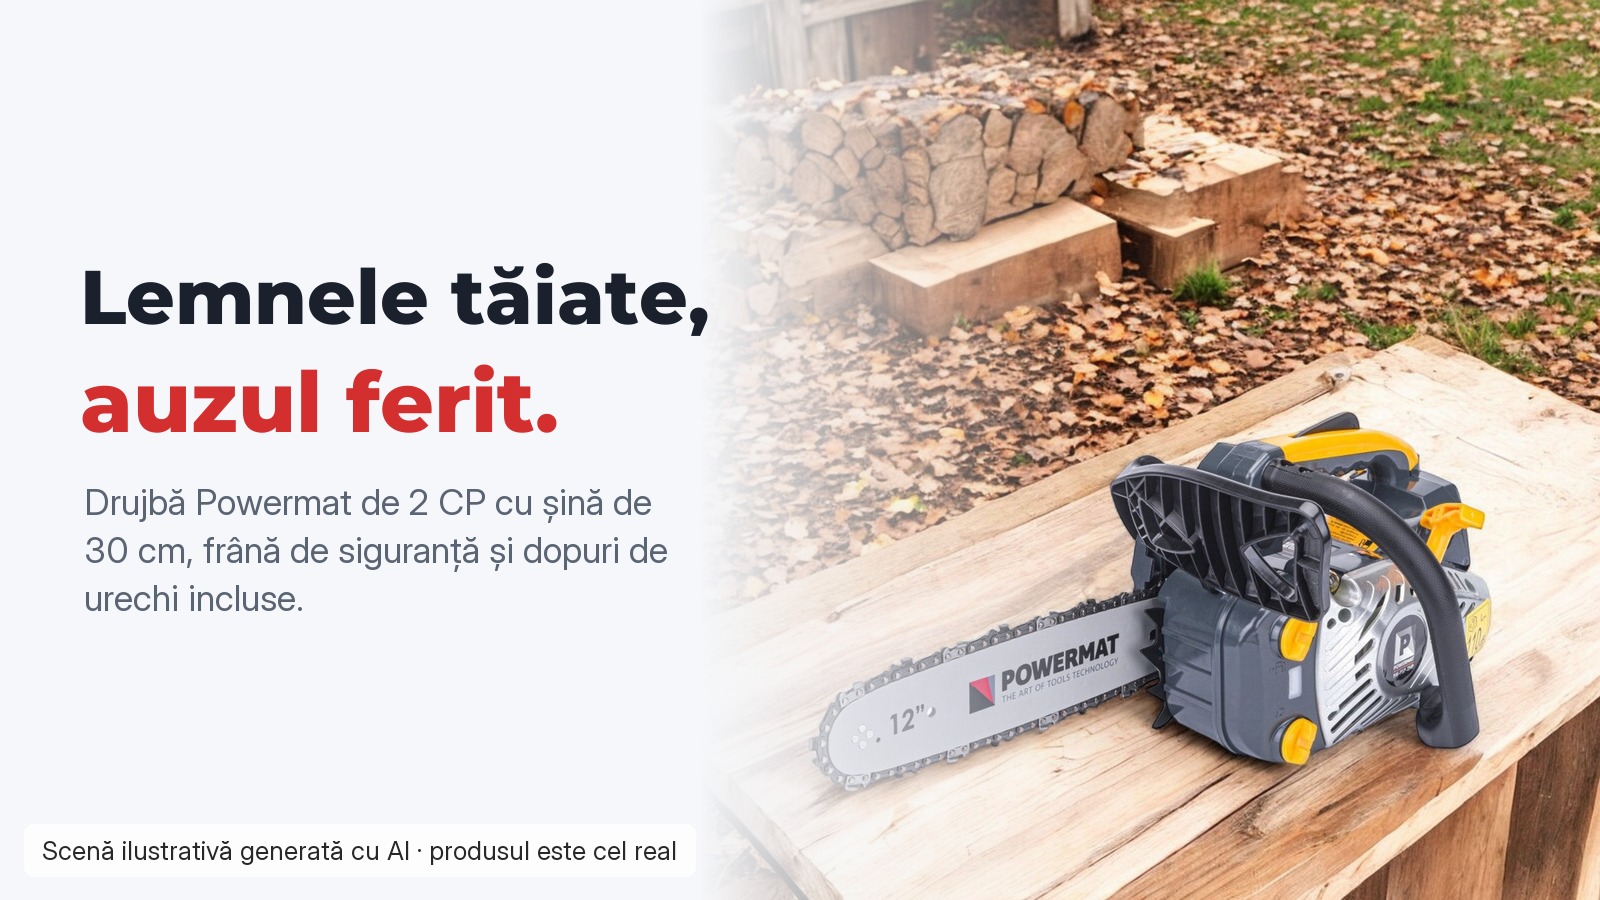 Lemnele tăiate,
auzul ferit.
Drujbă Powermat de 2 CP cu șină de
30 cm, frână de siguranță și dopuri de
urechi incluse.
POWERMAT
THE ART OF TOOLS TECHNOLOGY
12"
P
Scenă ilustrativă generată cu AI · produsul este cel real